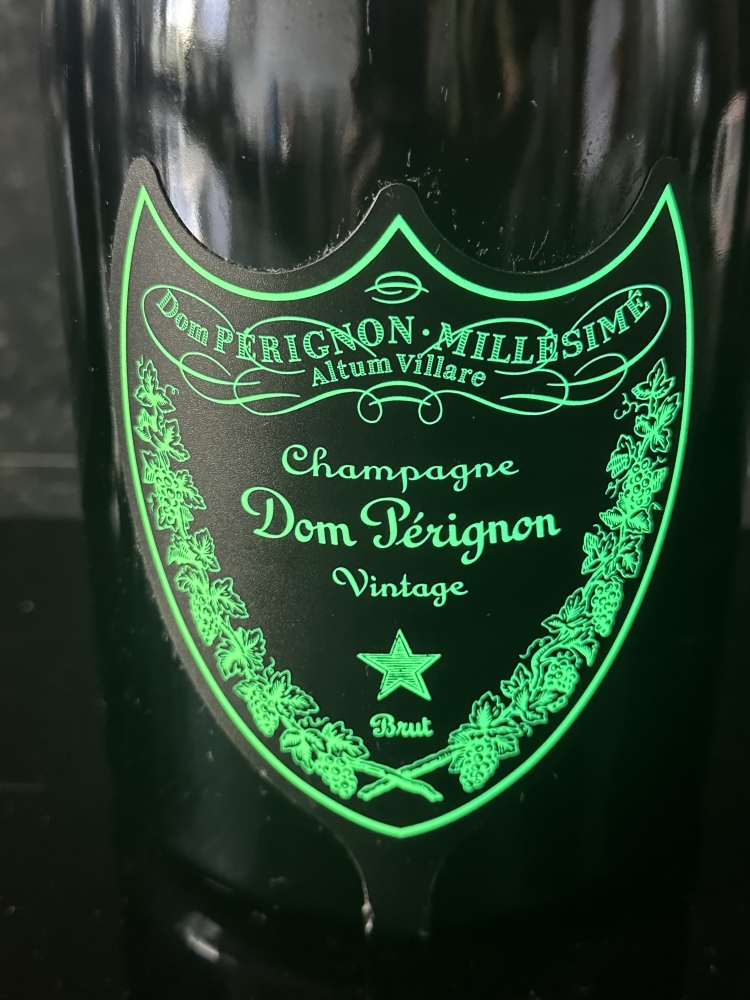 Dom PÉRIGNON · MILLÉSIMÉ
Altum Villare
Champagne
Dom Pérignon
Vintage
Brut